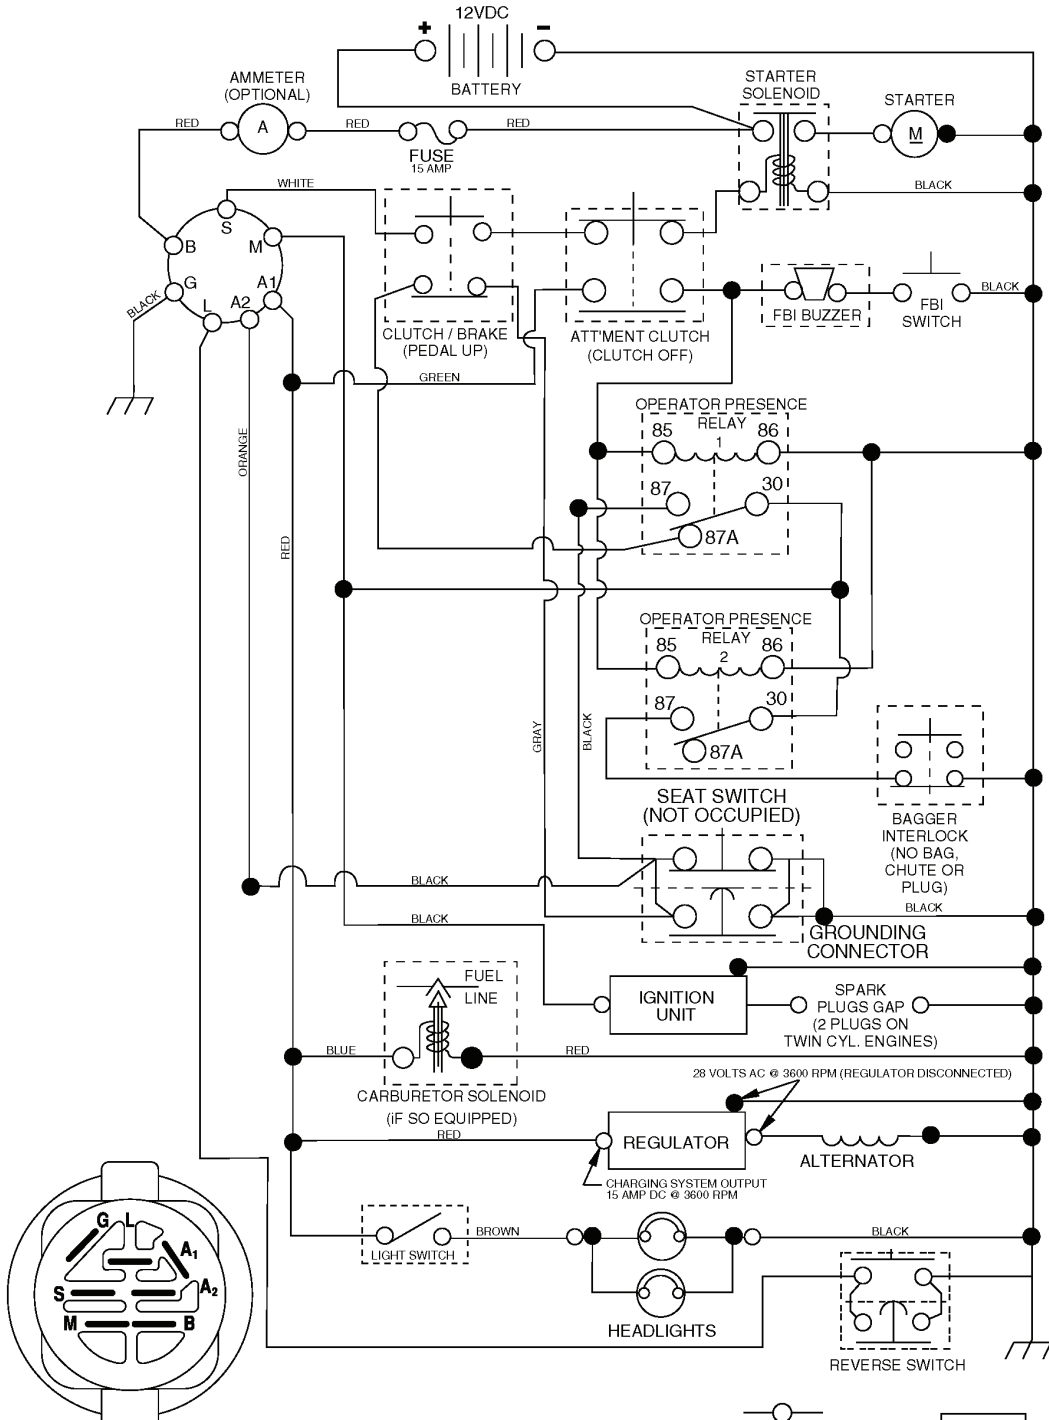 12VDC
+
−
BATTERY
AMMETER
(OPTIONAL)
A
RED
RED
RED
FUSE
15 AMP
STARTER
SOLENOID
STARTER
M
BLACK
WHITE
S
B
M
G
A1
A2
L
BLACK
CLUTCH / BRAKE
(PEDAL UP)
ATT'MENT CLUTCH
(CLUTCH OFF)
FBI BUZZER
FBI
SWITCH
BLACK
GREEN
ORANGE
RED
OPERATOR PRESENCE
RELAY
1
85
86
87
30
87A
OPERATOR PRESENCE
RELAY
2
85
86
87
30
87A
GRAY
BLACK
BAGGER
INTERLOCK
(NO BAG,
CHUTE OR
PLUG)
SEAT SWITCH
(NOT OCCUPIED)
BLACK
BLACK
BLACK
GROUNDING
CONNECTOR
FUEL
LINE
IGNITION
UNIT
SPARK
PLUGS GAP
(2 PLUGS ON
TWIN CYL. ENGINES)
BLUE
RED
CARBURETOR SOLENOID
(iF SO EQUIPPED)
28 VOLTS AC @ 3600 RPM (REGULATOR DISCONNECTED)
RED
REGULATOR
ALTERNATOR
CHARGING SYSTEM OUTPUT
15 AMP DC @ 3600 RPM
LIGHT SWITCH
BROWN
BLACK
HEADLIGHTS
REVERSE SWITCH
G
L
A1
A2
S
M
B